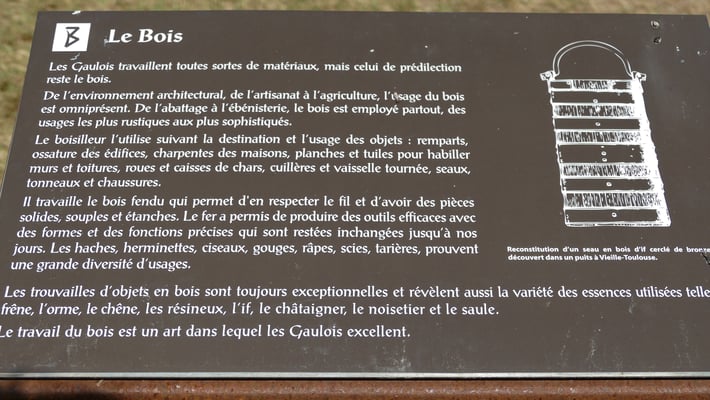 B Le Bois
Les Gaulois travaillent toutes sortes de matériaux, mais celui de prédilection
reste le bois.
De l'environnement architectural, de l'artisanat à l'agriculture, l'usage du bois
est omniprésent. De l'abattage à l'ébénisterie, le bois est employé partout, des
usages les plus rustiques aux plus sophistiqués.
Le boisilleur l'utilise suivant la destination et l'usage des objets : remparts,
ossature des édifices, charpentes des maisons, planches et tuiles pour habiller
murs et toitures, roues et caisses de chars, cuillères et vaisselle tournée, seaux,
tonneaux et chaussures.
Il travaille le bois fendu qui permet d'en respecter le fil et d'avoir des pièces
solides, souples et étanches. Le fer a permis de produire des outils efficaces avec
des formes et des fonctions précises qui sont restées inchangées jusqu'à nos
jours. Les haches, herminettes, ciseaux, gouges, râpes, scies, tarières, prouvent
une grande diversité d'usages.
Reconstitution d'un seau en bois d'if cerclé de bronze
découvert dans un puits à Vieille-Toulouse.
Les trouvailles d'objets en bois sont toujours exceptionnelles et révèlent aussi la variété des essences utilisées telle
frêne, l'orme, le chêne, les résineux, l'if, le châtaigner, le noisetier et le saule.
Le travail du bois est un art dans lequel les Gaulois excellent.